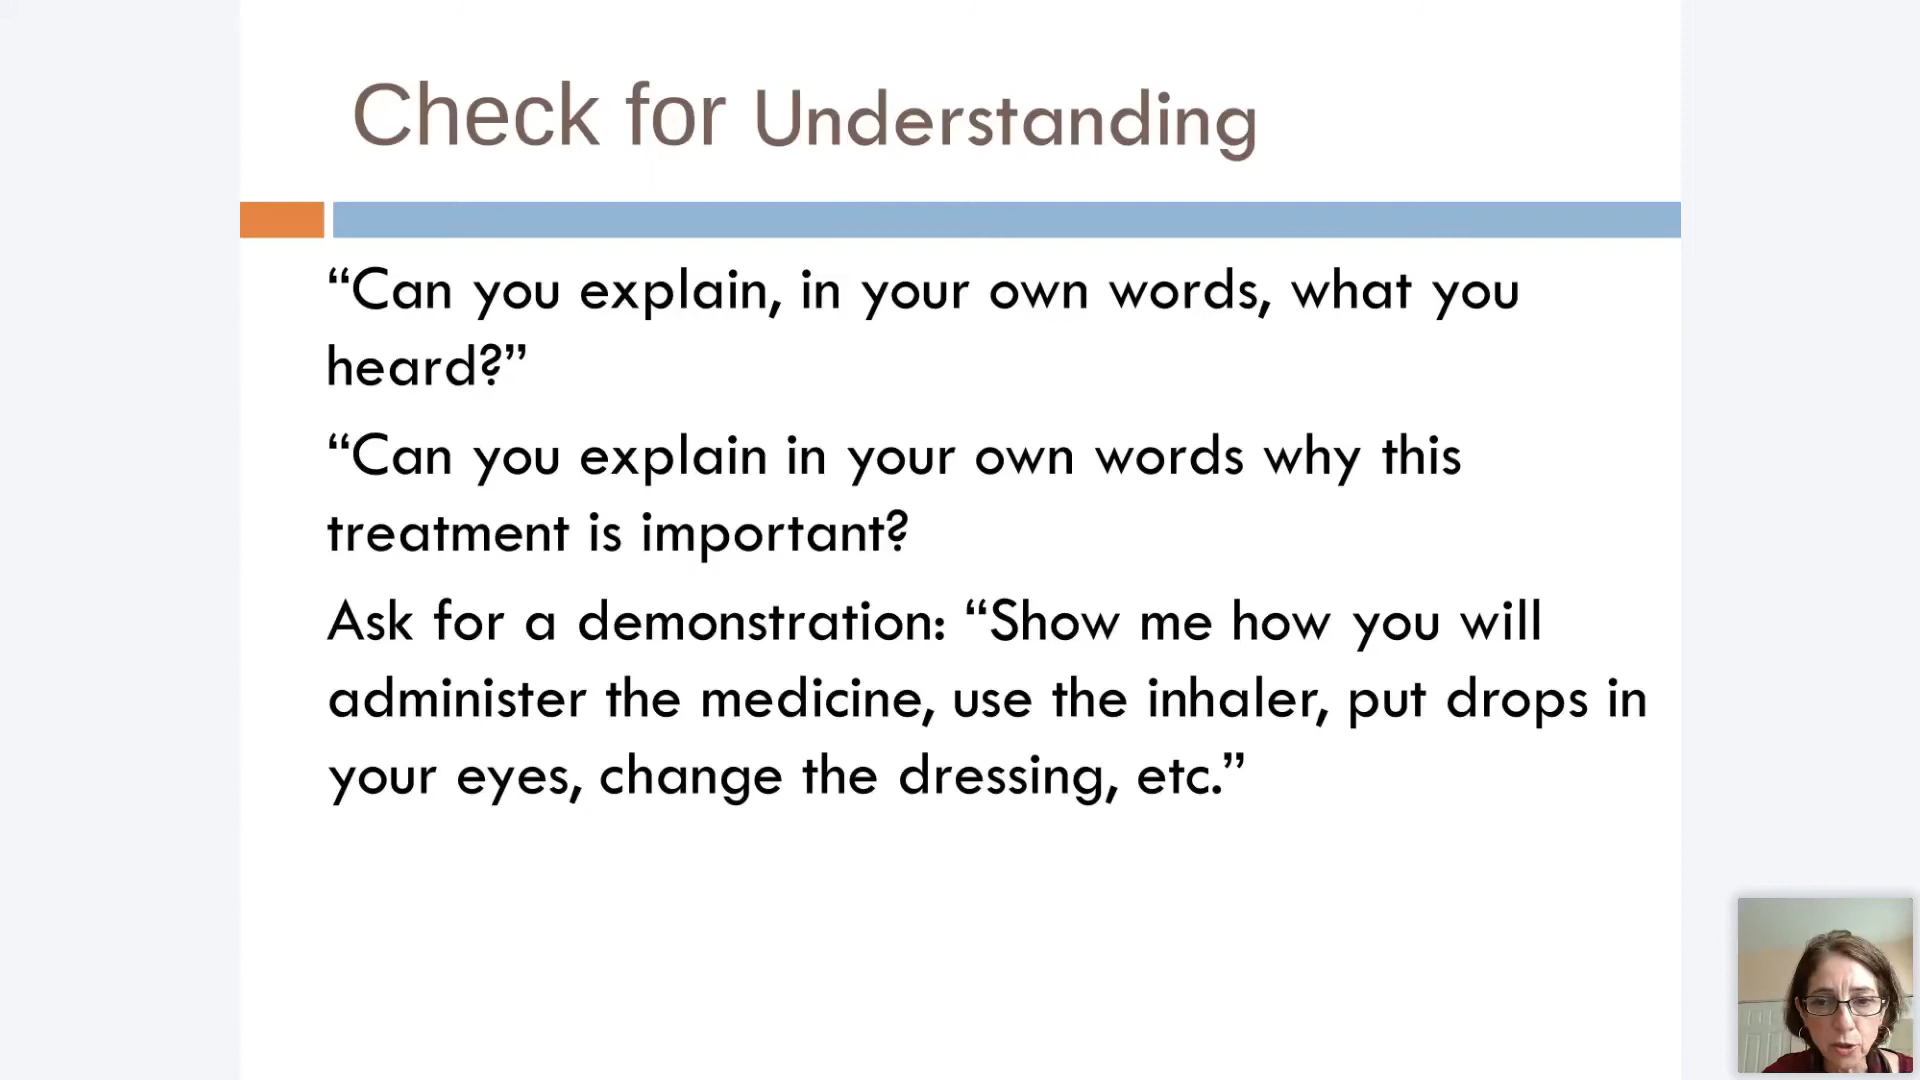 Check for Understanding
“Can you explain, in your own words, what you
heard?”
“Can you explain in your own words why this
treatment is important?
Ask for a demonstration: “Show me how you will
administer the medicine, use the inhaler, put drops in
your eyes, change the dressing, etc.”